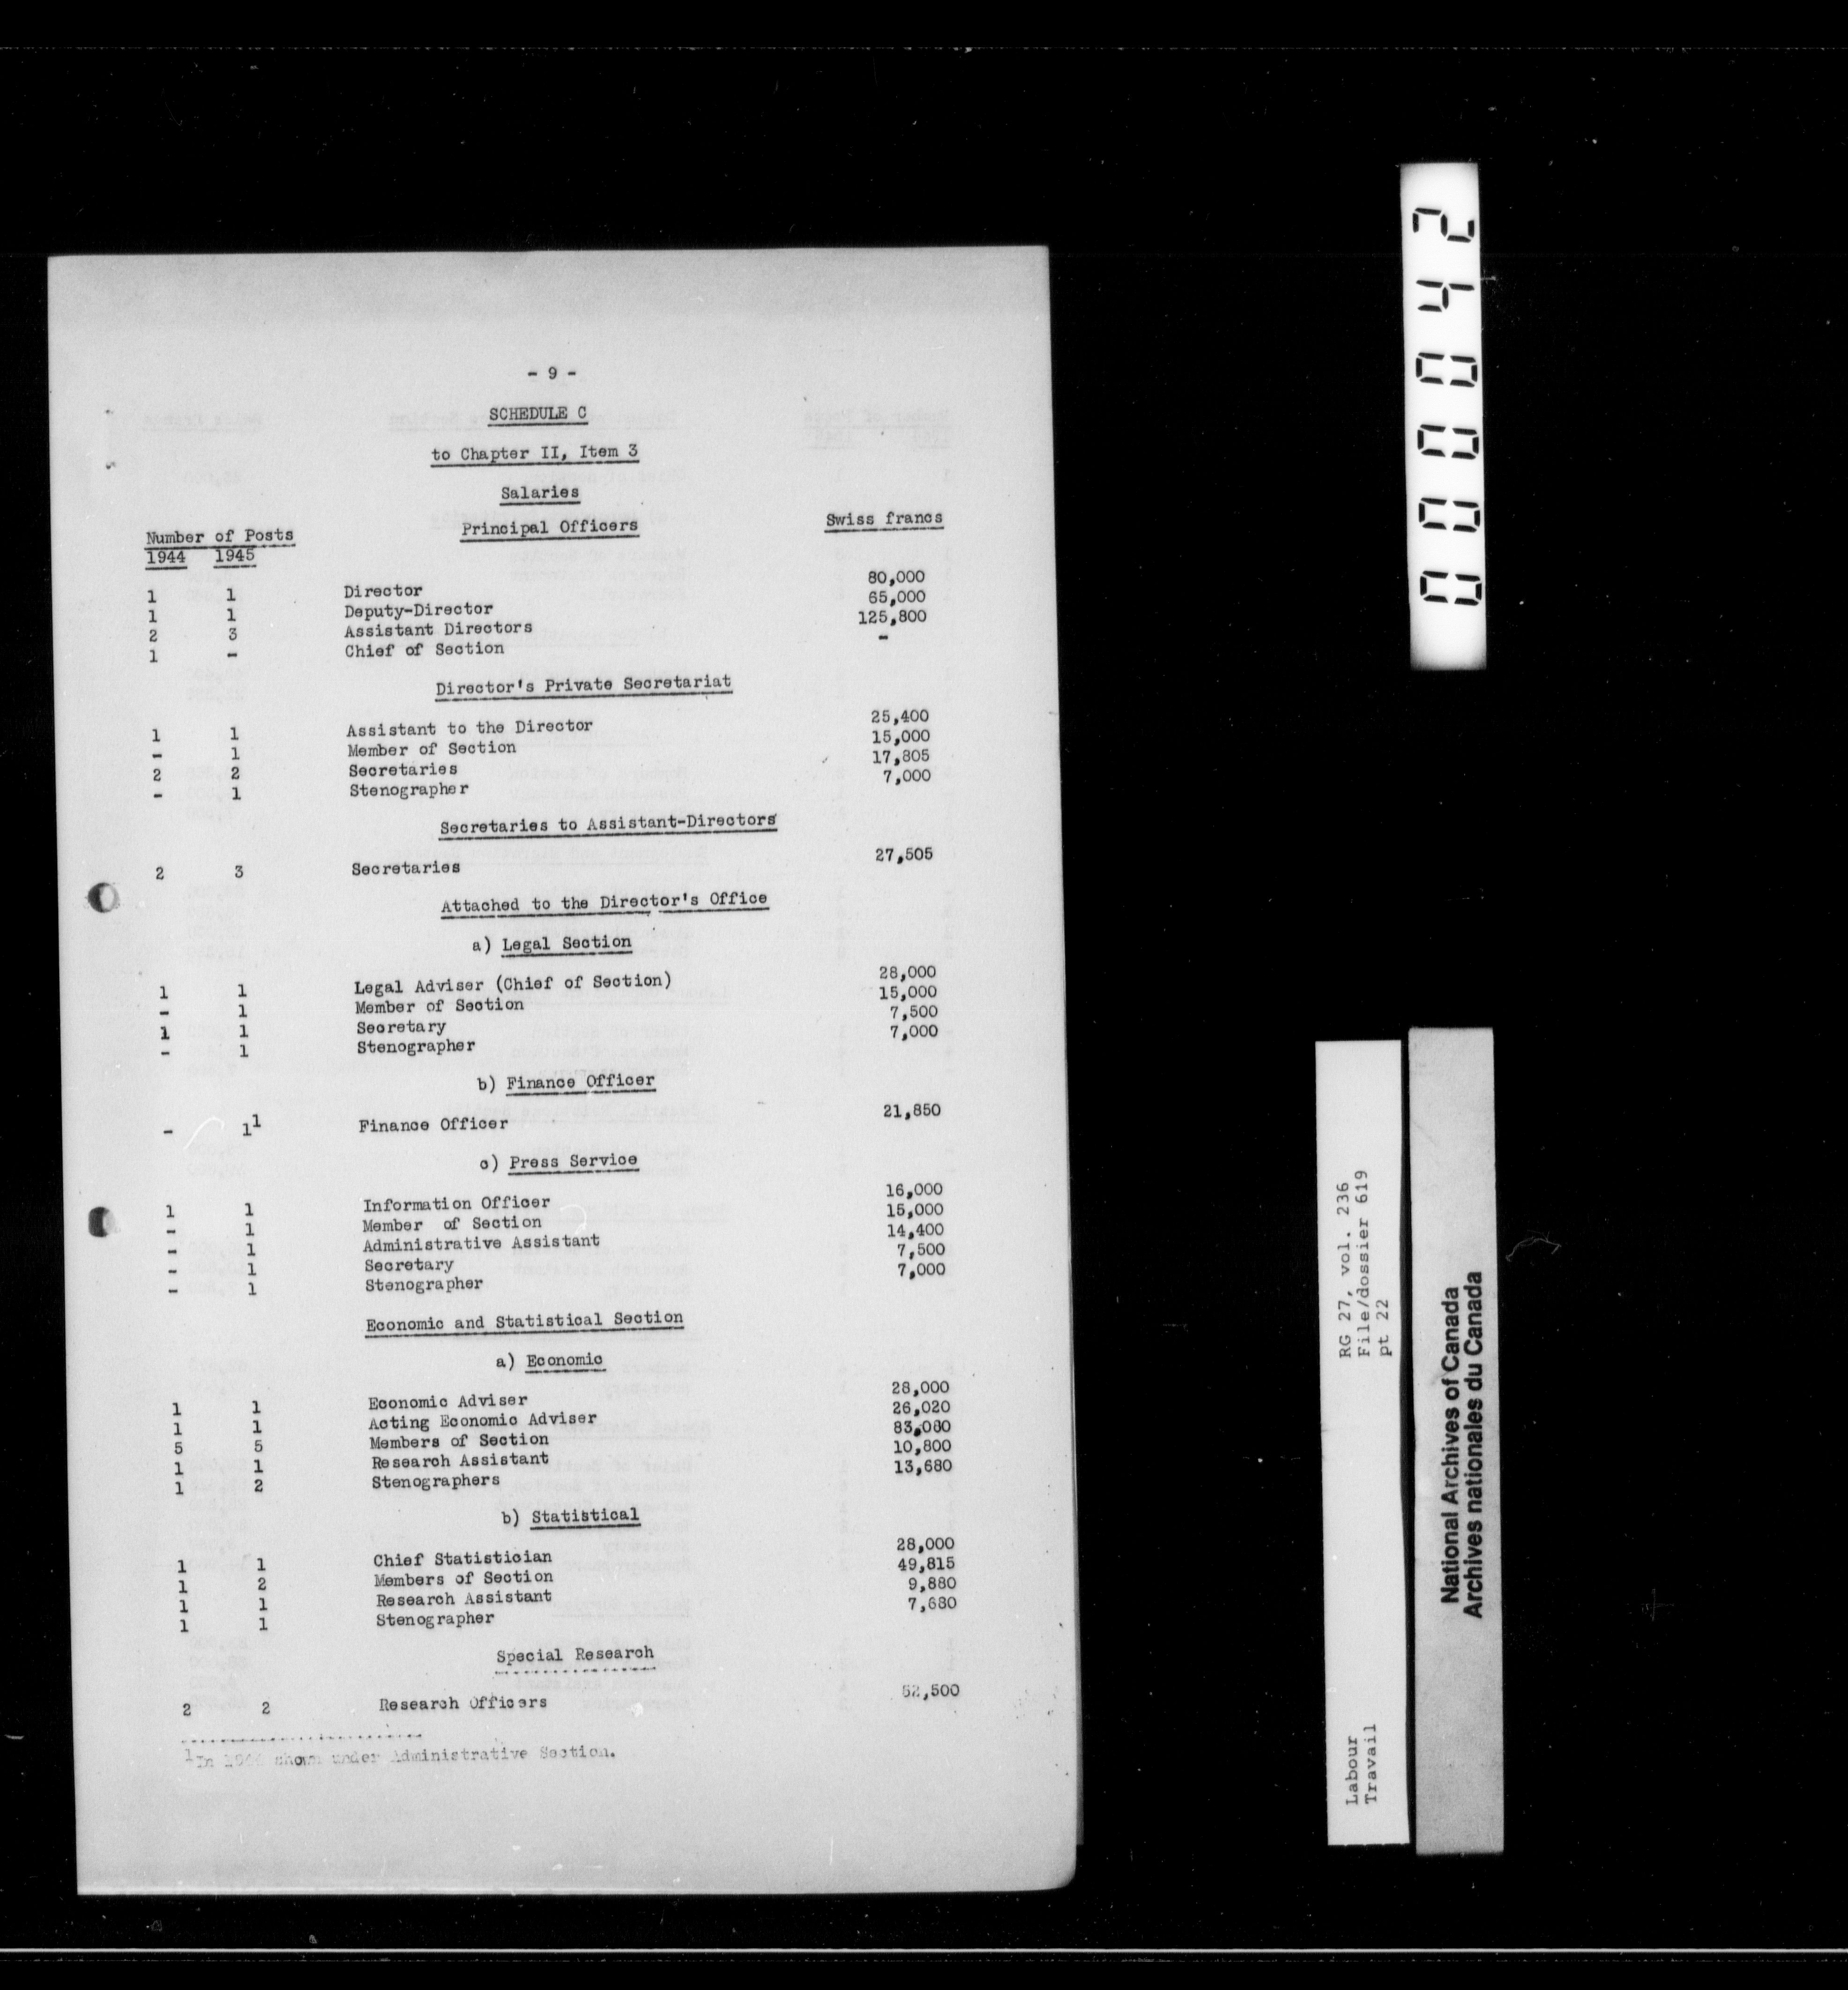 - 9 -
SCHEDULE C
to Chapter II, Item 3
Salaries
Number of Posts Principal Officers Swiss francs
1944 1945
1 1 Director 80,000
1 1 Deputy-Director 65,000
2 3 Assistant Directors 125,800
1 - Chief of Section -
Director's Private Secretariat
1 1 Assistant to the Director 25,400
- 1 Member of Section 15,000
2 2 Secretaries 17,805
- 1 Stenographer 7,000
Secretaries to Assistant-Directors
2 3 Secretaries 27,505
Attached to the Director's Office
a) Legal Section
1 1 Legal Adviser (Chief of Section) 28,000
- 1 Member of Section 15,000
1 1 Secretary 7,500
- 1 Stenographer 7,000
b) Finance Officer
- 1¹ Finance Officer 21,850
c) Press Service
1 1 Information Officer 16,000
- 1 Member of Section 15,000
- 1 Administrative Assistant 14,400
- 1 Secretary 7,500
- 1 Stenographer 7,000
Economic and Statistical Section
a) Economic
1 1 Economic Adviser 28,000
1 1 Acting Economic Adviser 26,020
5 5 Members of Section 83,080
1 1 Research Assistant 10,800
1 2 Stenographers 13,680
b) Statistical
1 1 Chief Statistician 28,000
1 2 Members of Section 49,815
1 1 Research Assistant 9,880
1 1 Stenographer 7,680
Special Research
2 2 Research Officers 52,500
¹In 1944 shown under Administrative Section.
000042
RG 27, vol. 236
File/dossier 619
pt 22
Labour
Travail
National Archives of Canada
Archives nationales du Canada